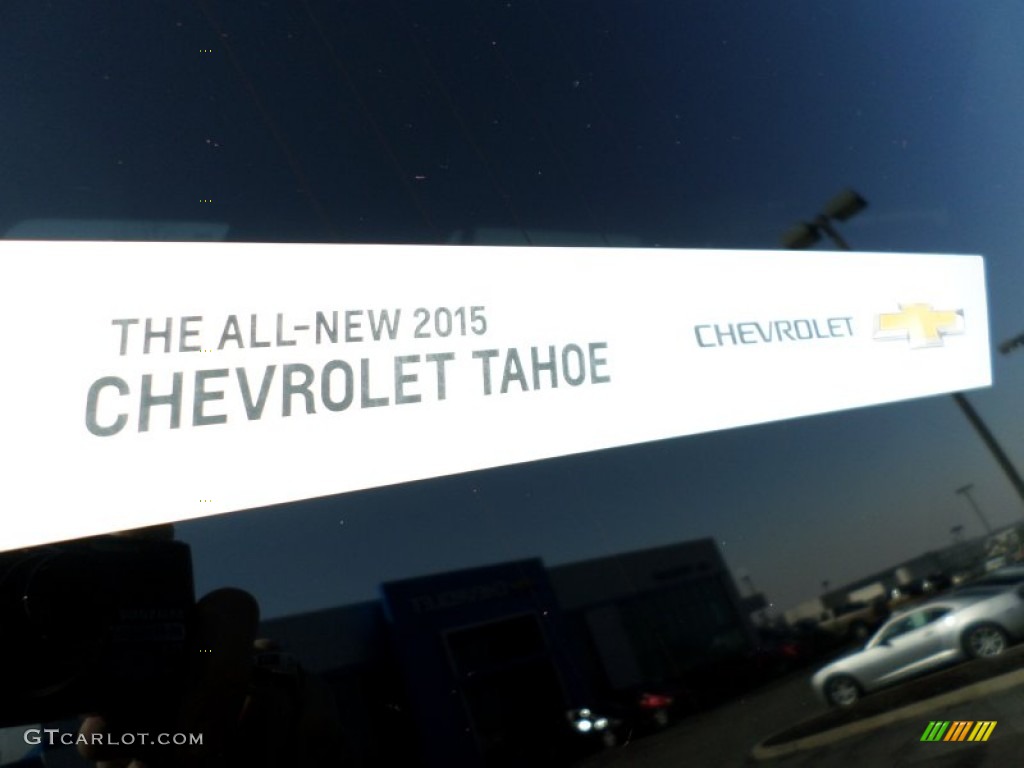 THE ALL-NEW 2015
CHEVROLET TAHOE
CHEVROLET
GTcarlot.com